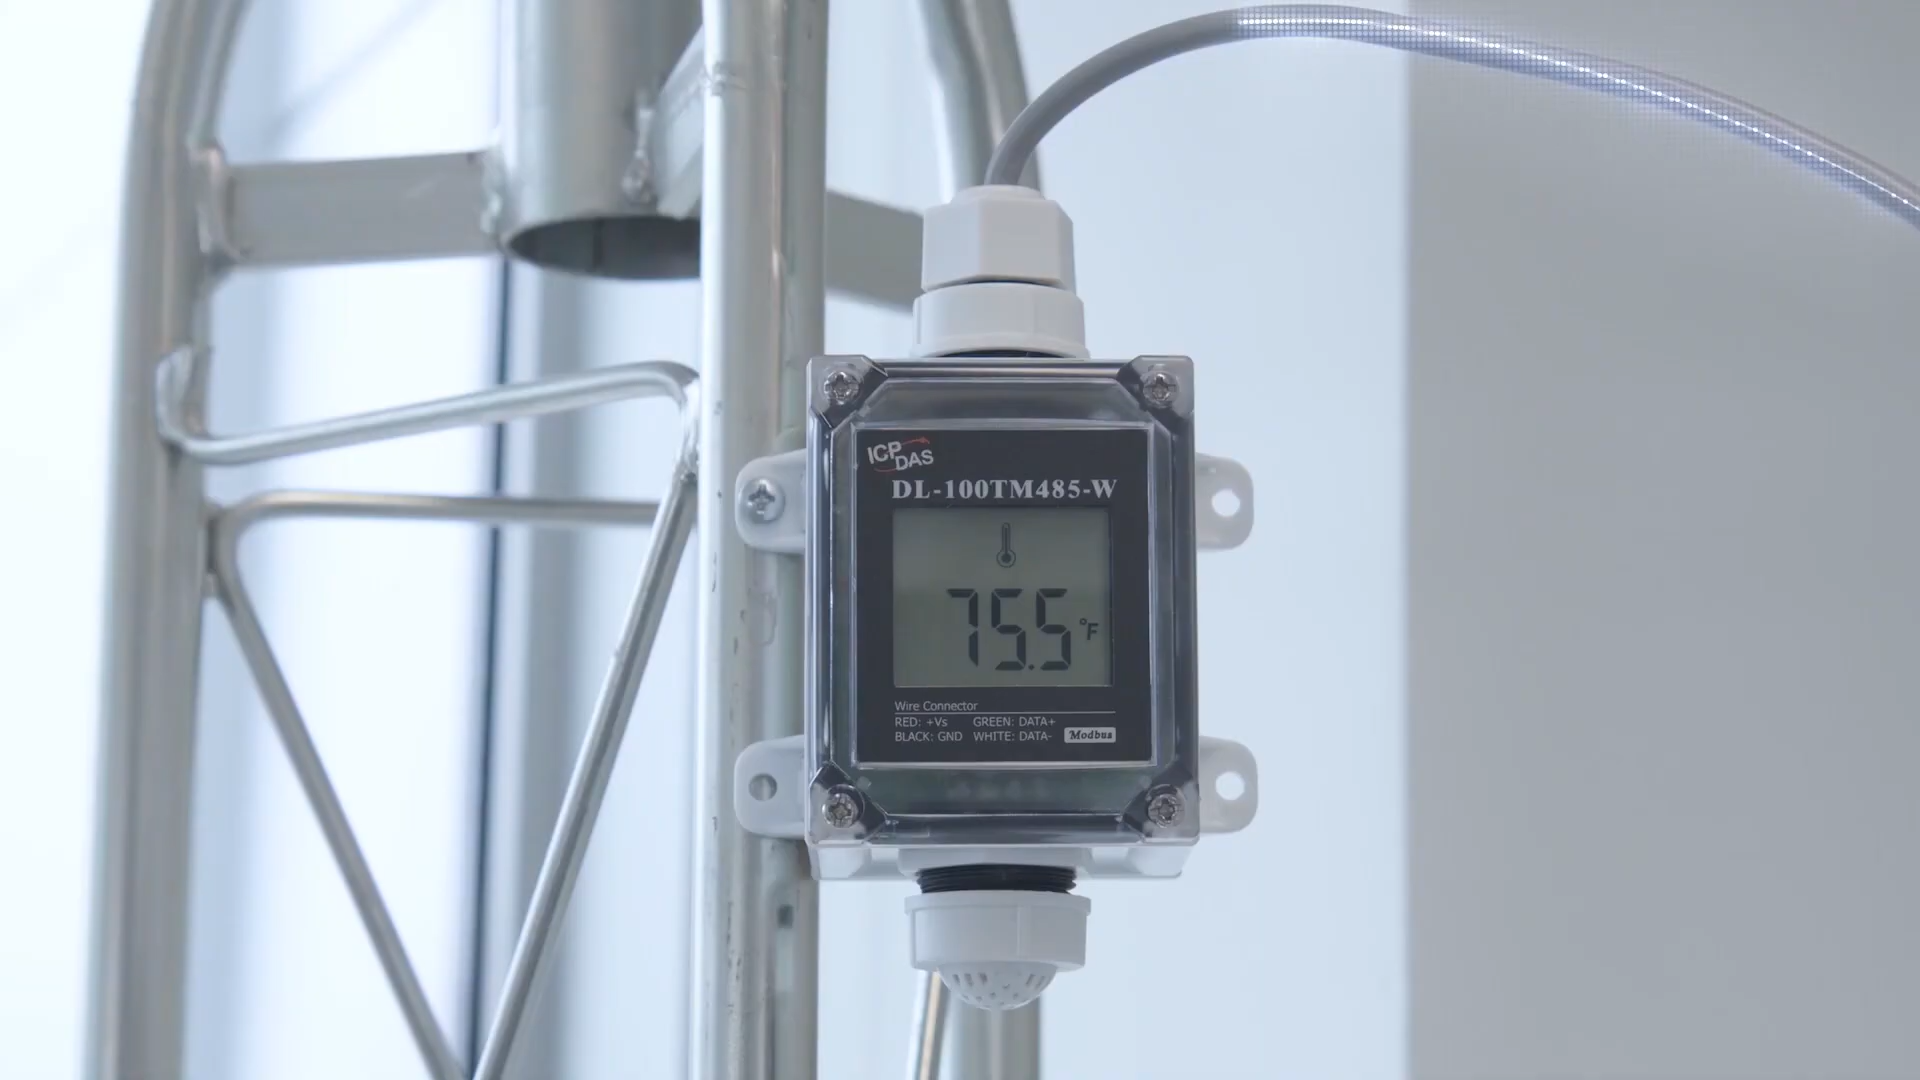 ICP DAS
DL-100TM485-W
75.5 °F
Wire Connector
RED: +Vs GREEN: DATA+
BLACK: GND WHITE: DATA-
Modbus